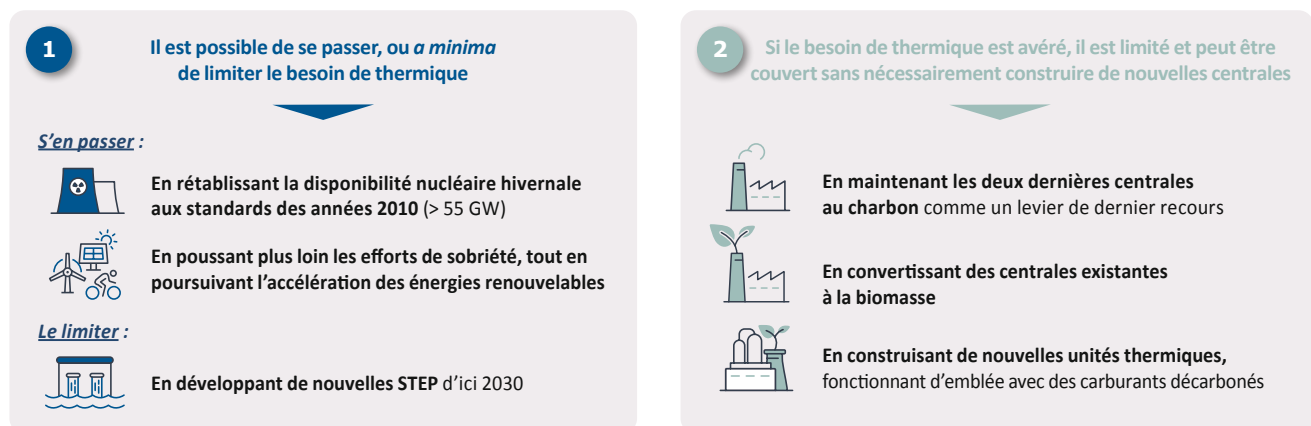 1
Il est possible de se passer, ou a minima
de limiter le besoin de thermique
S'en passer :
En rétablissant la disponibilité nucléaire hivernale
aux standards des années 2010 (> 55 GW)
En poussant plus loin les efforts de sobriété, tout en
poursuivant l'accélération des énergies renouvelables
Le limiter :
En développant de nouvelles STEP d'ici 2030
2
Si le besoin de thermique est avéré, il est limité et peut être
couvert sans nécessairement construire de nouvelles centrales
En maintenant les deux dernières centrales
au charbon comme un levier de dernier recours
En convertissant des centrales existantes
à la biomasse
En construisant de nouvelles unités thermiques,
fonctionnant d'emblée avec des carburants décarbonés